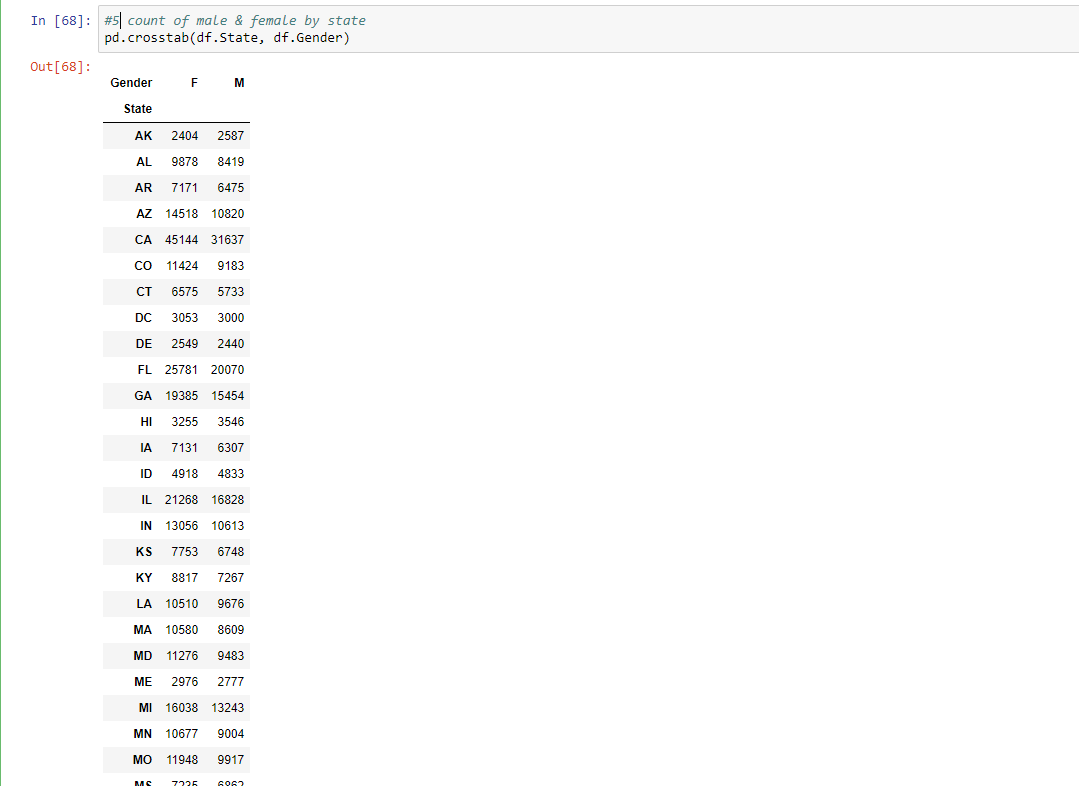 In [68]: #5 count of male & female by state
pd.crosstab(df.State, df.Gender)
Out[68]:
Gender F M
State
AK 2404 2587
AL 9878 8419
AR 7171 6475
AZ 14518 10820
CA 45144 31637
CO 11424 9183
CT 6575 5733
DC 3053 3000
DE 2549 2440
FL 25781 20070
GA 19385 15454
HI 3255 3546
IA 7131 6307
ID 4918 4833
IL 21268 16828
IN 13056 10613
KS 7753 6748
KY 8817 7267
LA 10510 9676
MA 10580 8609
MD 11276 9483
ME 2976 2777
MI 16038 13243
MN 10677 9004
MO 11948 9917
MS 7235 6862